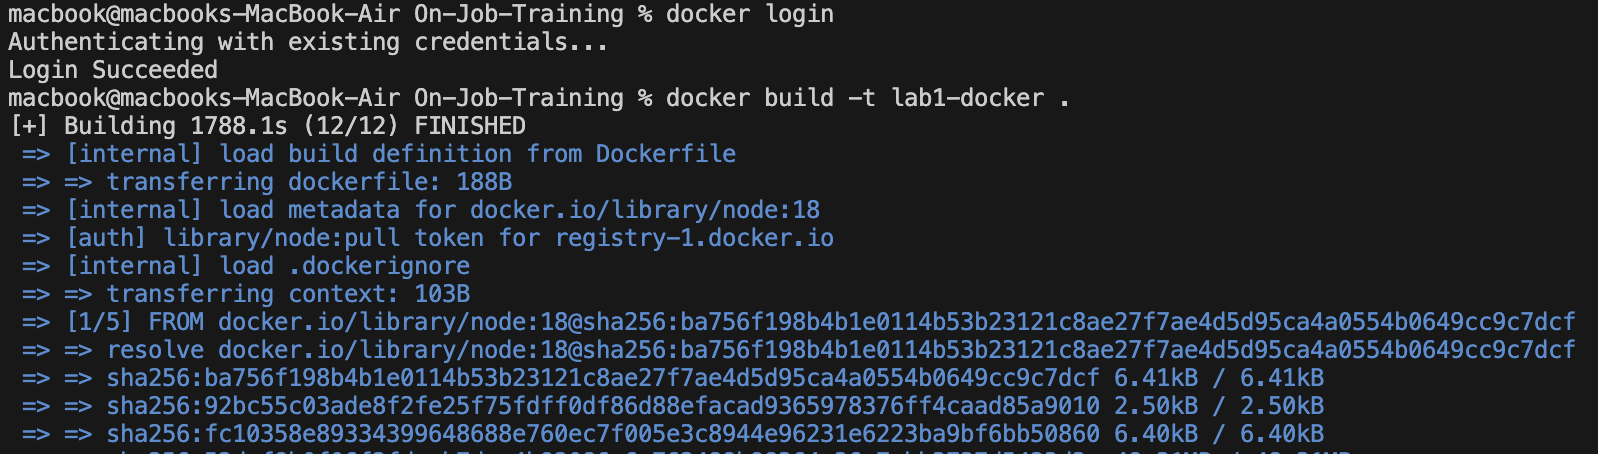 macbook@macbooks-MacBook-Air On-Job-Training % docker login
Authenticating with existing credentials...
Login Succeeded
macbook@macbooks-MacBook-Air On-Job-Training % docker build -t lab1-docker .
[+] Building 1788.1s (12/12) FINISHED
=> [internal] load build definition from Dockerfile
=> => transferring dockerfile: 188B
=> [internal] load metadata for docker.io/library/node:18
=> [auth] library/node:pull token for registry-1.docker.io
=> [internal] load .dockerignore
=> => transferring context: 103B
=> [1/5] FROM docker.io/library/node:18@sha256:ba756f198b4b1e0114b53b23121c8ae27f7ae4d5d95ca4a0554b0649cc9c7dcf
=> => resolve docker.io/library/node:18@sha256:ba756f198b4b1e0114b53b23121c8ae27f7ae4d5d95ca4a0554b0649cc9c7dcf
=> => sha256:ba756f198b4b1e0114b53b23121c8ae27f7ae4d5d95ca4a0554b0649cc9c7dcf 6.41kB / 6.41kB
=> => sha256:92bc55c03ade8f2fe25f75fdff0df86d88efacad9365978376ff4caad85a9010 2.50kB / 2.50kB
=> => sha256:fc10358e89334399648688e760ec7f005e3c8944e96231e6223ba9bf6bb50860 6.40kB / 6.40kB